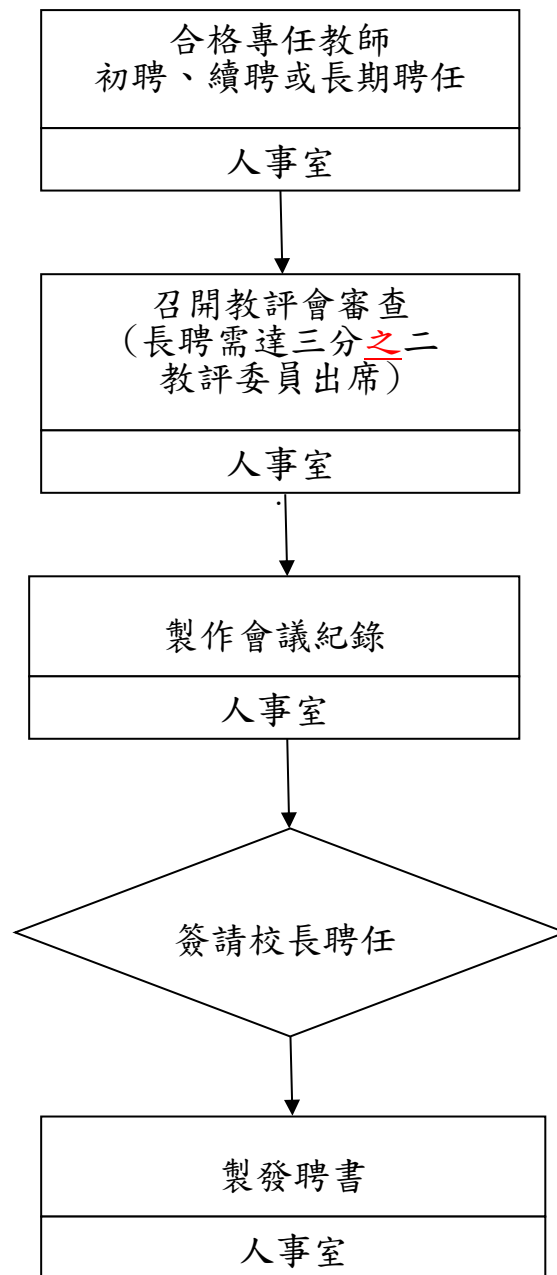 合格專任教師
初聘、續聘或長期聘任
人事室
召開教評會審查
（長聘需達三分之二
教評委員出席）
人事室
製作會議紀錄
人事室
簽請校長聘任
製發聘書
人事室